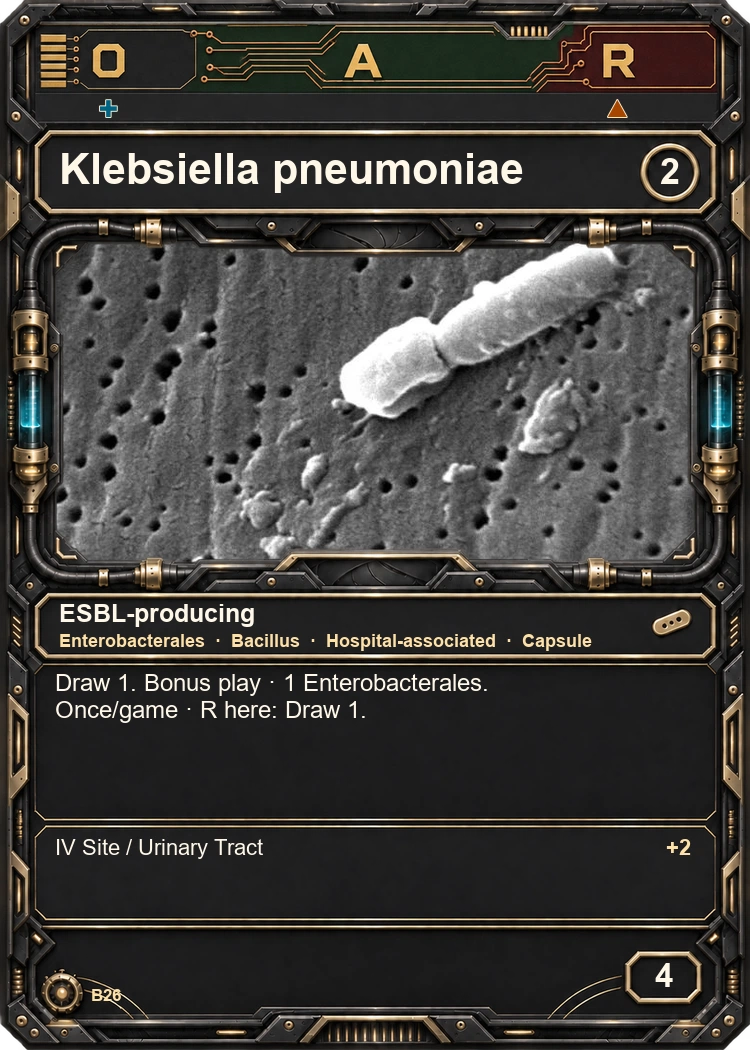 O A R
Klebsiella pneumoniae 2
ESBL-producing
Enterobacterales · Bacillus · Hospital-associated · Capsule
Draw 1. Bonus play · 1 Enterobacterales.
Once/game · R here: Draw 1.
IV Site / Urinary Tract +2
4
B26